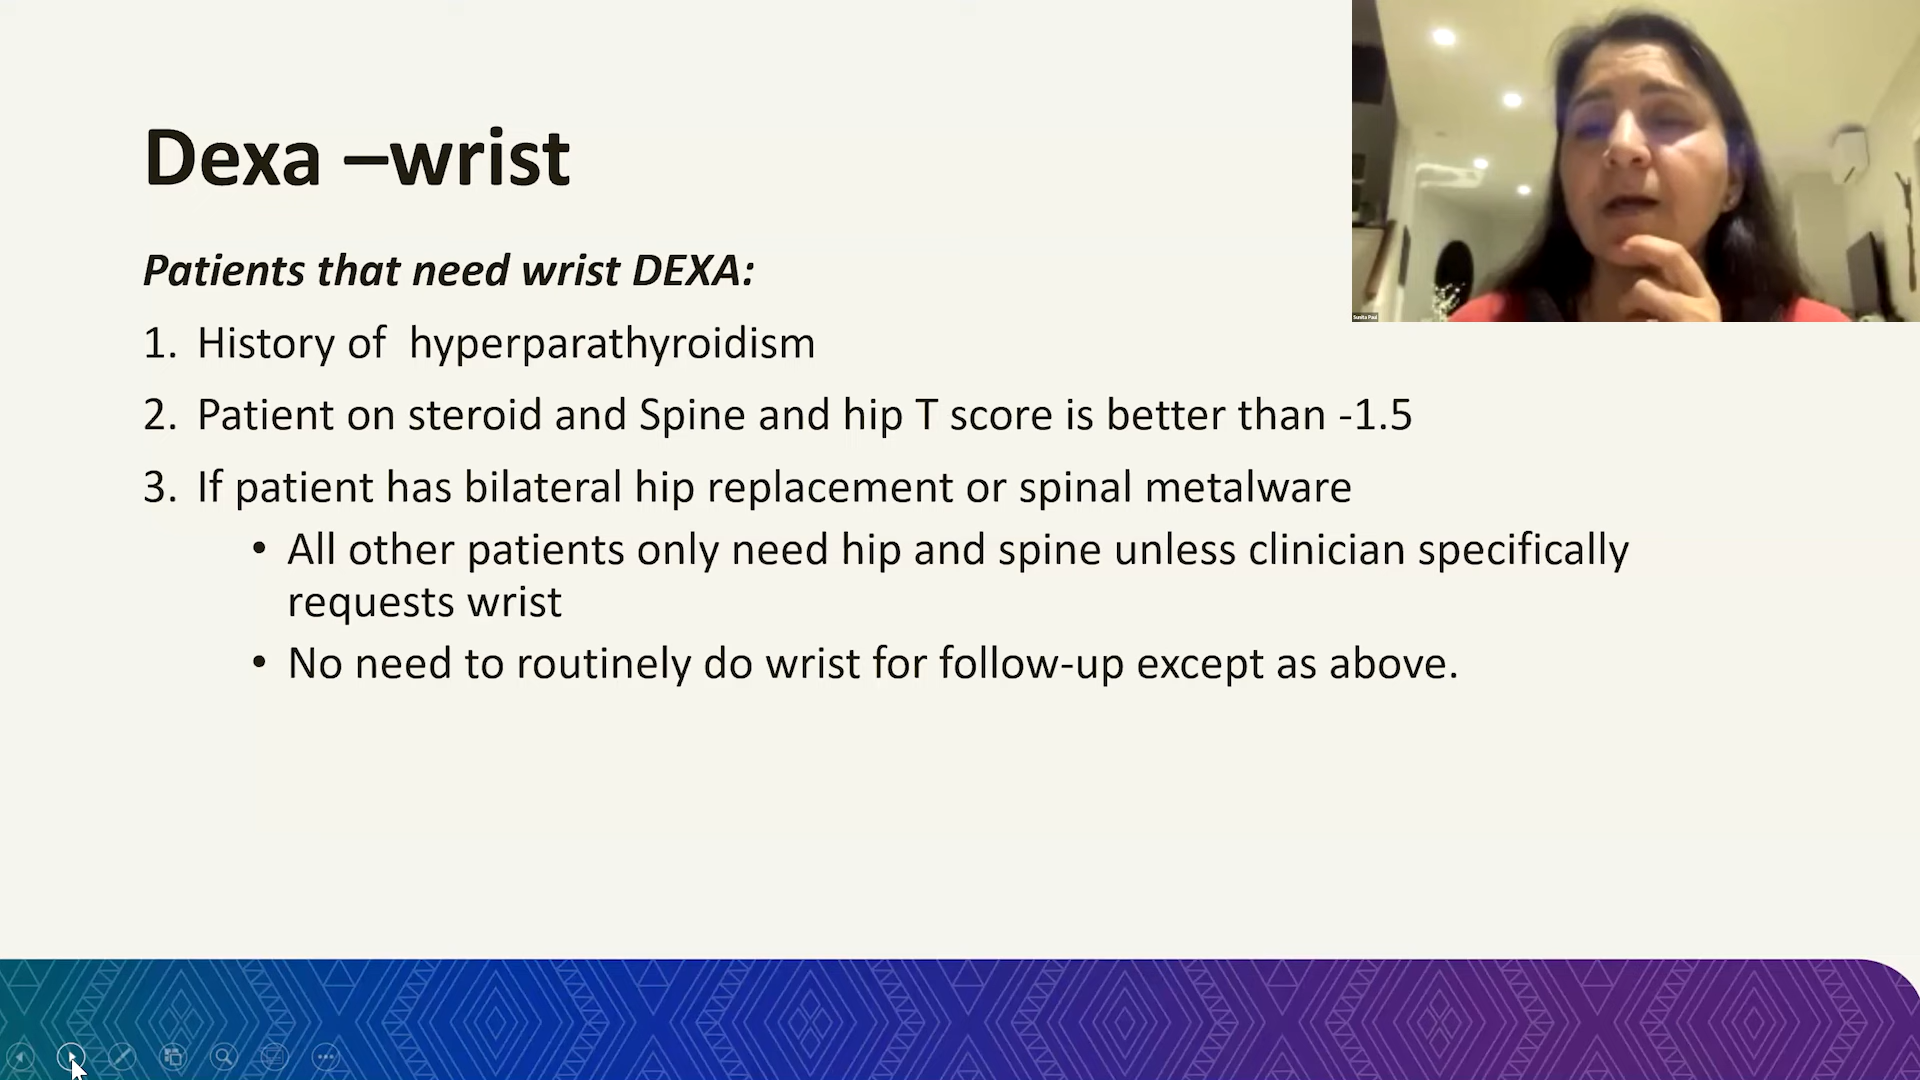 Dexa –wrist
Patients that need wrist DEXA:
1. History of  hyperparathyroidism
2. Patient on steroid and Spine and hip T score is better than -1.5
3. If patient has bilateral hip replacement or spinal metalware
• All other patients only need hip and spine unless clinician specifically
requests wrist
• No need to routinely do wrist for follow-up except as above.
Sunita Paul